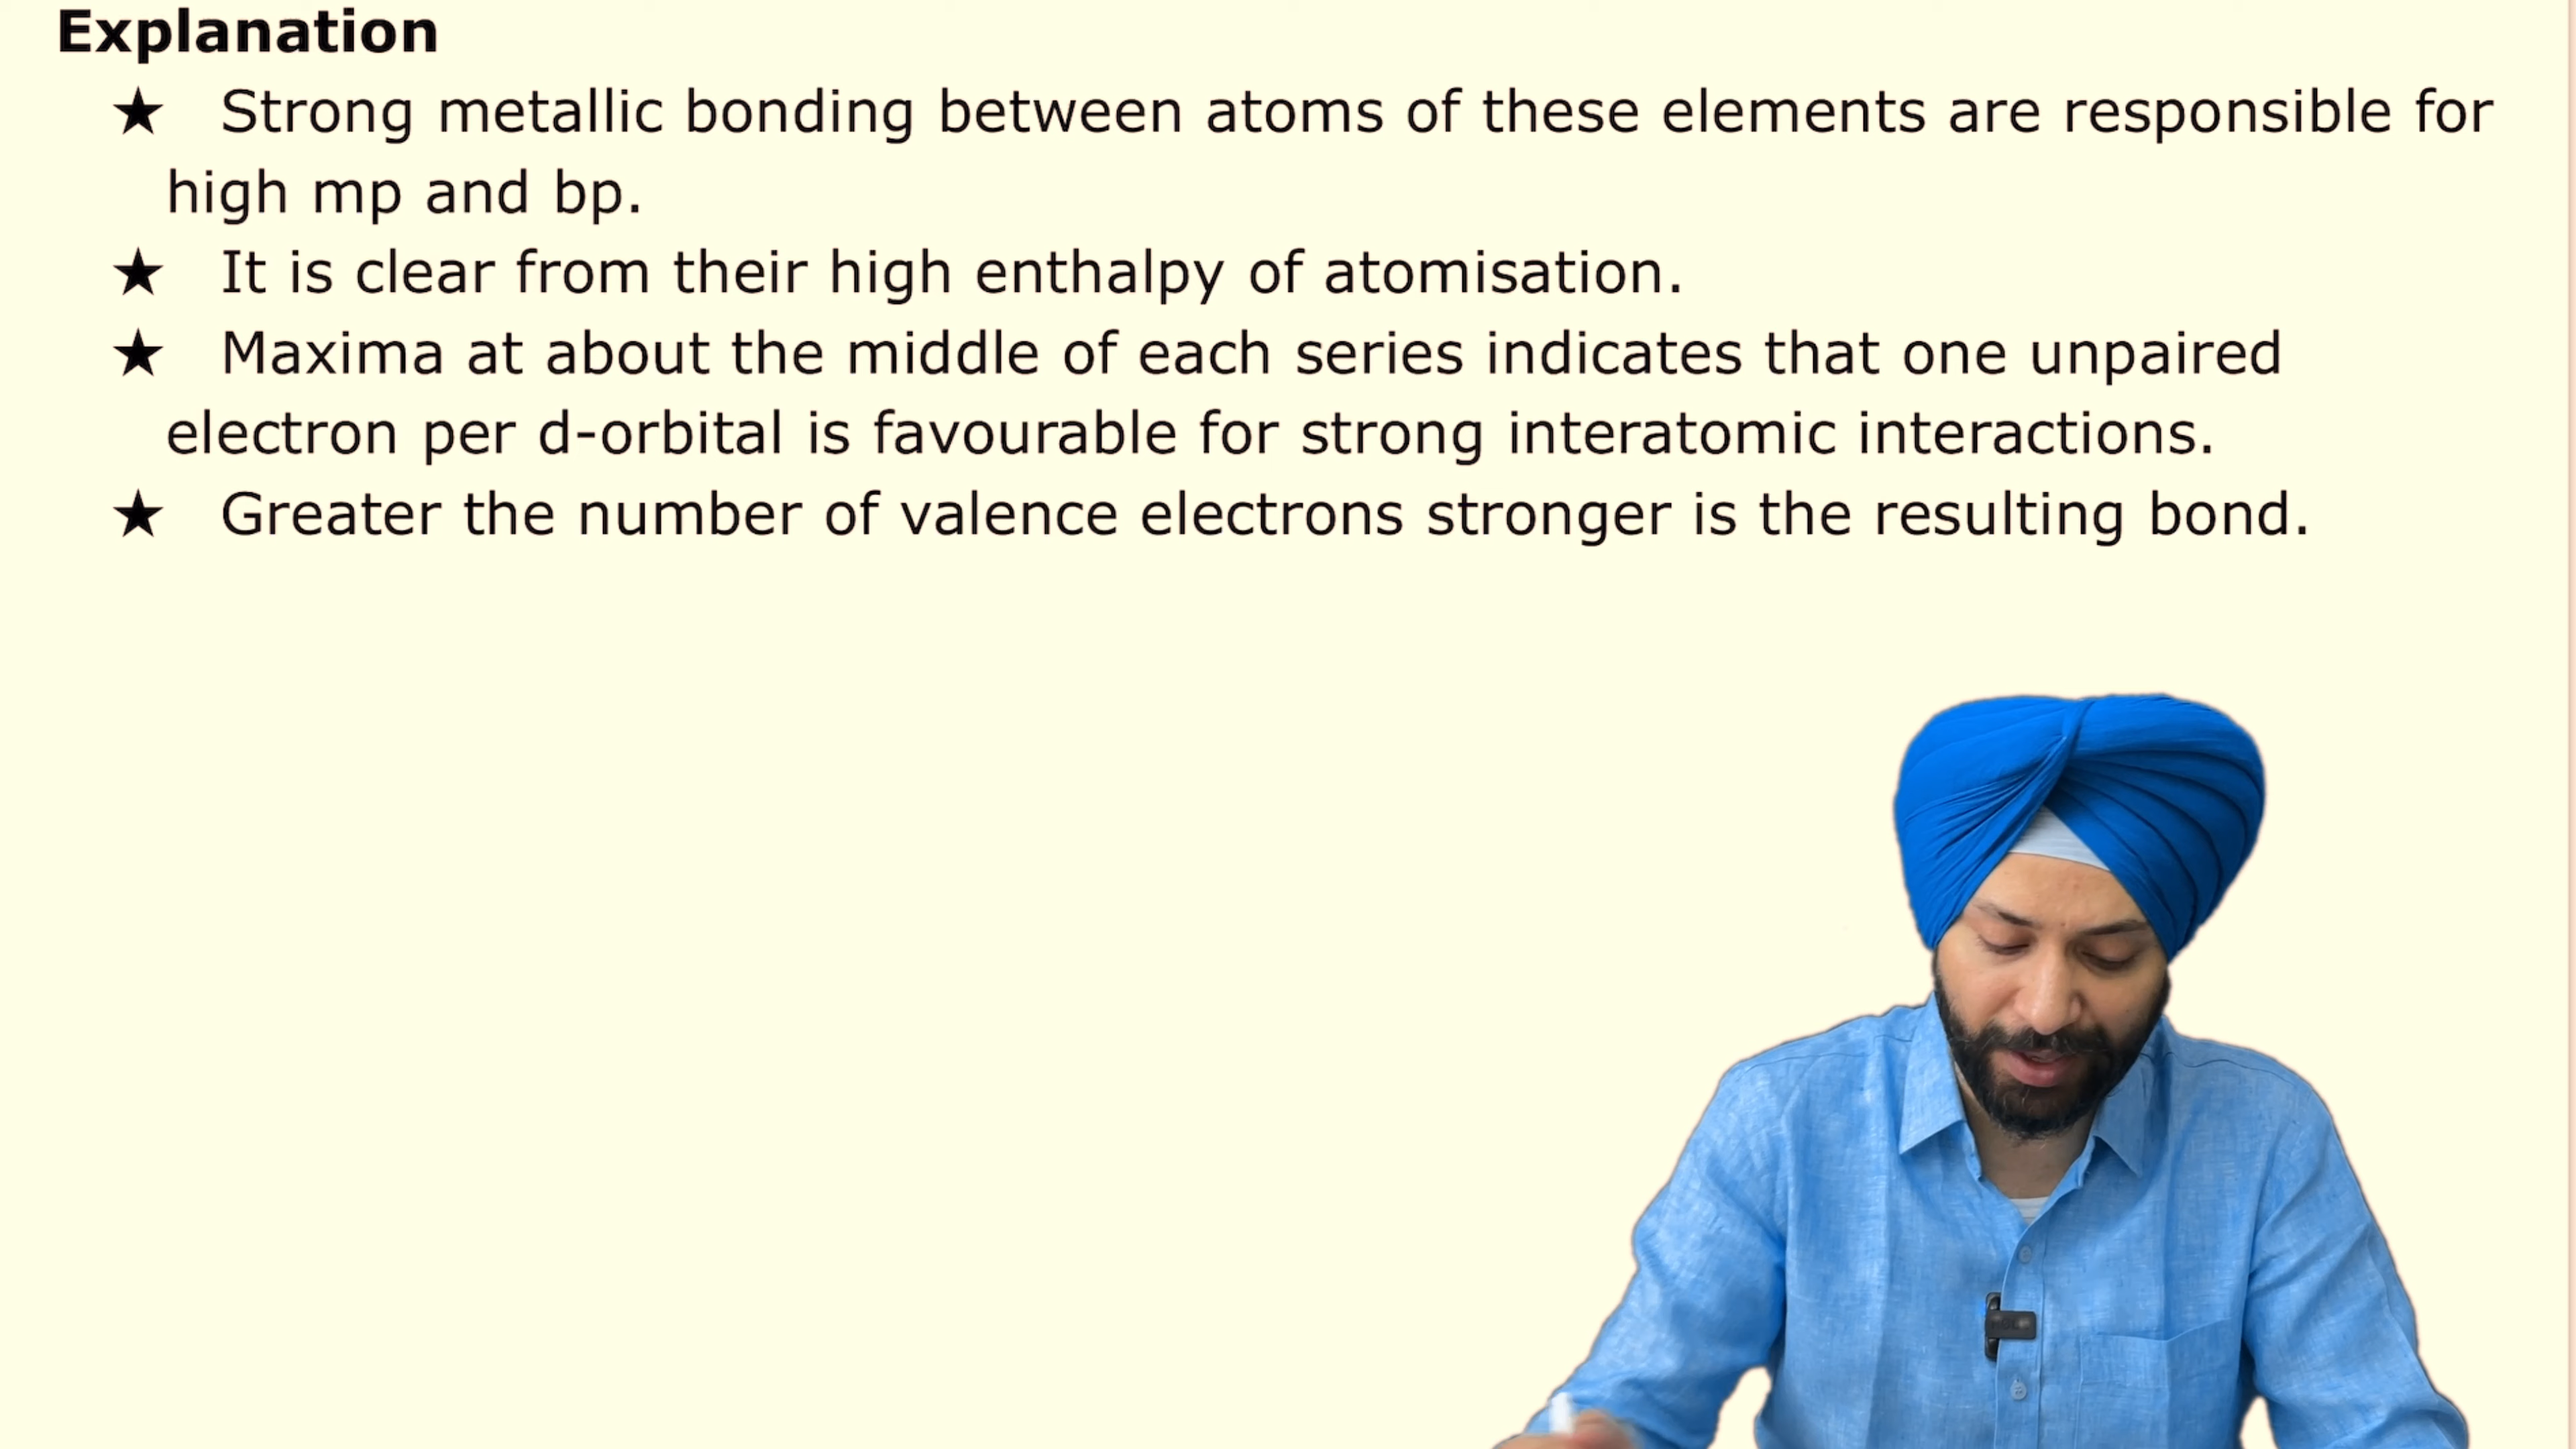 Explanation
★ Strong metallic bonding between atoms of these elements are responsible for
high mp and bp.
★ It is clear from their high enthalpy of atomisation.
★ Maxima at about the middle of each series indicates that one unpaired
electron per d-orbital is favourable for strong interatomic interactions.
★ Greater the number of valence electrons stronger is the resulting bond.